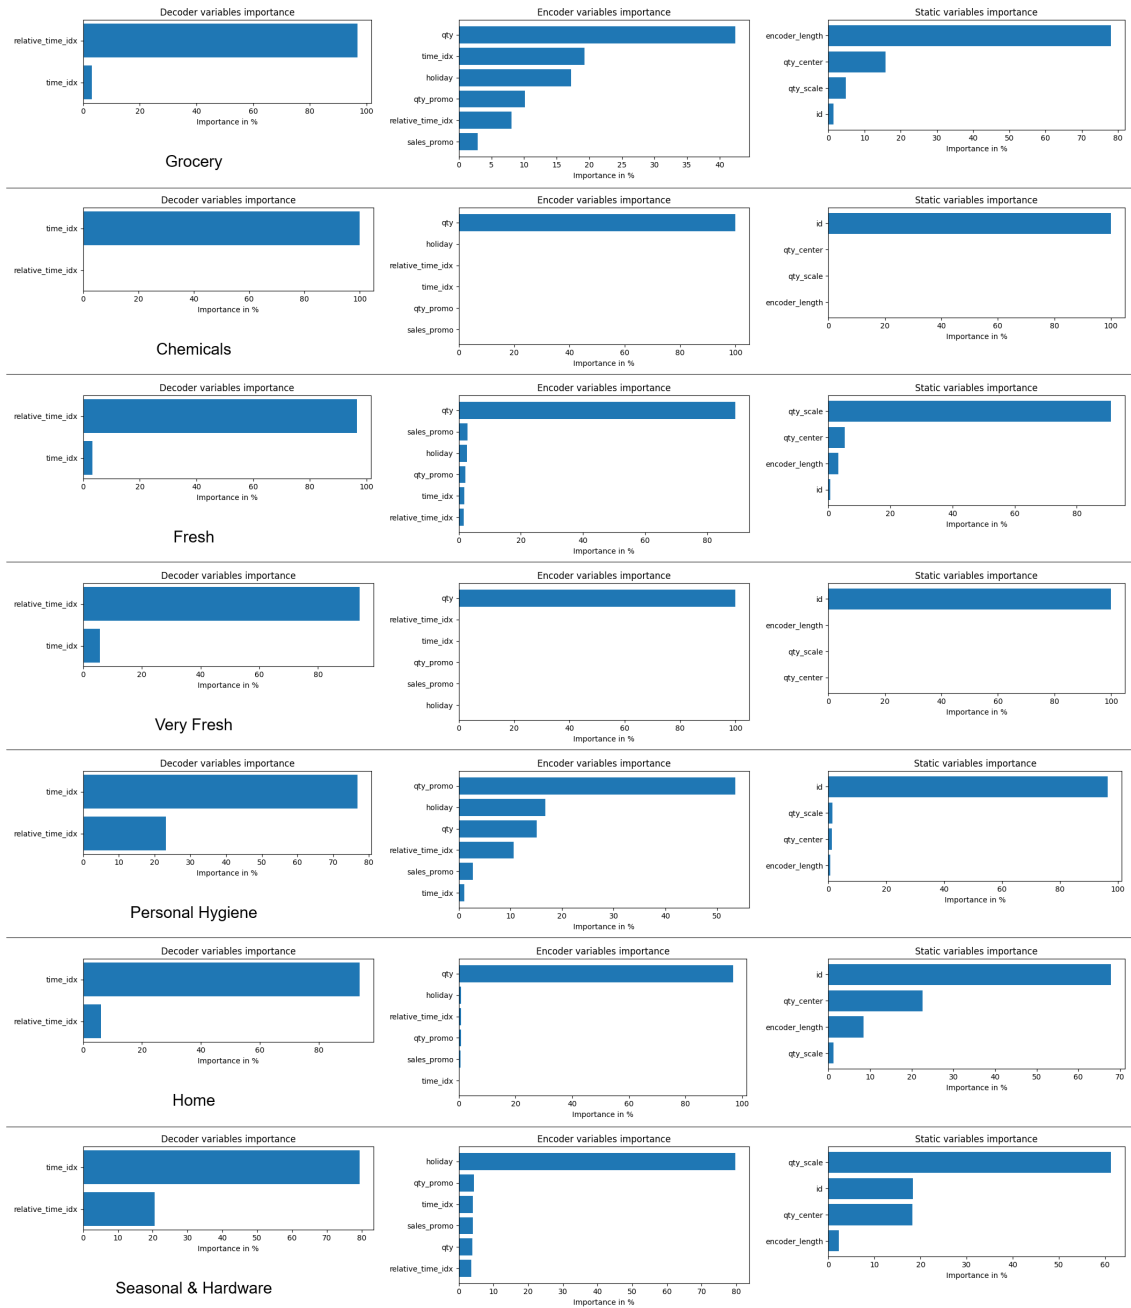 Decoder variables importance
relative_time_idx
time_idx
0 20 40 60 80 100
Importance in %
Encoder variables importance
qty
time_idx
holiday
qty_promo
relative_time_idx
sales_promo
0 5 10 15 20 25 30 35 40
Importance in %
Static variables importance
encoder_length
qty_center
qty_scale
id
0 10 20 30 40 50 60 70 80
Importance in %
Grocery
Decoder variables importance
time_idx
relative_time_idx
0 20 40 60 80 100
Importance in %
Encoder variables importance
qty
holiday
relative_time_idx
time_idx
qty_promo
sales_promo
0 20 40 60 80 100
Importance in %
Static variables importance
id
qty_center
qty_scale
encoder_length
0 20 40 60 80 100
Importance in %
Chemicals
Decoder variables importance
relative_time_idx
time_idx
0 20 40 60 80 100
Importance in %
Encoder variables importance
qty
sales_promo
holiday
qty_promo
time_idx
relative_time_idx
0 20 40 60 80
Importance in %
Static variables importance
qty_scale
qty_center
encoder_length
id
0 20 40 60 80
Importance in %
Fresh
Decoder variables importance
relative_time_idx
time_idx
0 20 40 60 80
Importance in %
Encoder variables importance
qty
relative_time_idx
time_idx
qty_promo
sales_promo
holiday
0 20 40 60 80 100
Importance in %
Static variables importance
id
encoder_length
qty_scale
qty_center
0 20 40 60 80 100
Importance in %
Very Fresh
Decoder variables importance
time_idx
relative_time_idx
0 10 20 30 40 50 60 70 80
Importance in %
Encoder variables importance
qty_promo
holiday
qty
relative_time_idx
sales_promo
time_idx
0 10 20 30 40 50
Importance in %
Static variables importance
id
qty_scale
qty_center
encoder_length
0 20 40 60 80 100
Importance in %
Personal Hygiene
Decoder variables importance
time_idx
relative_time_idx
0 20 40 60 80
Importance in %
Encoder variables importance
qty
holiday
relative_time_idx
qty_promo
sales_promo
time_idx
0 20 40 60 80 100
Importance in %
Static variables importance
id
qty_center
encoder_length
qty_scale
0 10 20 30 40 50 60 70
Importance in %
Home
Decoder variables importance
time_idx
relative_time_idx
0 10 20 30 40 50 60 70 80
Importance in %
Encoder variables importance
holiday
qty_promo
time_idx
sales_promo
qty
relative_time_idx
0 10 20 30 40 50 60 70 80
Importance in %
Static variables importance
qty_scale
id
qty_center
encoder_length
0 10 20 30 40 50 60
Importance in %
Seasonal & Hardware